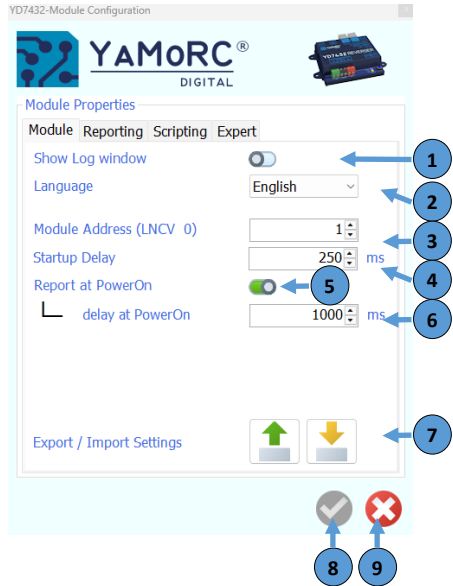 YD7432-Module Configuration
x
YAMORC®
DIGITAL
YD7432 REVERSER
Module Properties
Module Reporting Scripting Expert
Show Log window
1
Language English
2
Module Address (LNCV 0) 1
3
Startup Delay 250 ms
4
Report at PowerOn
5
delay at PowerOn 1000 ms
6
Export / Import Settings
7
8 9